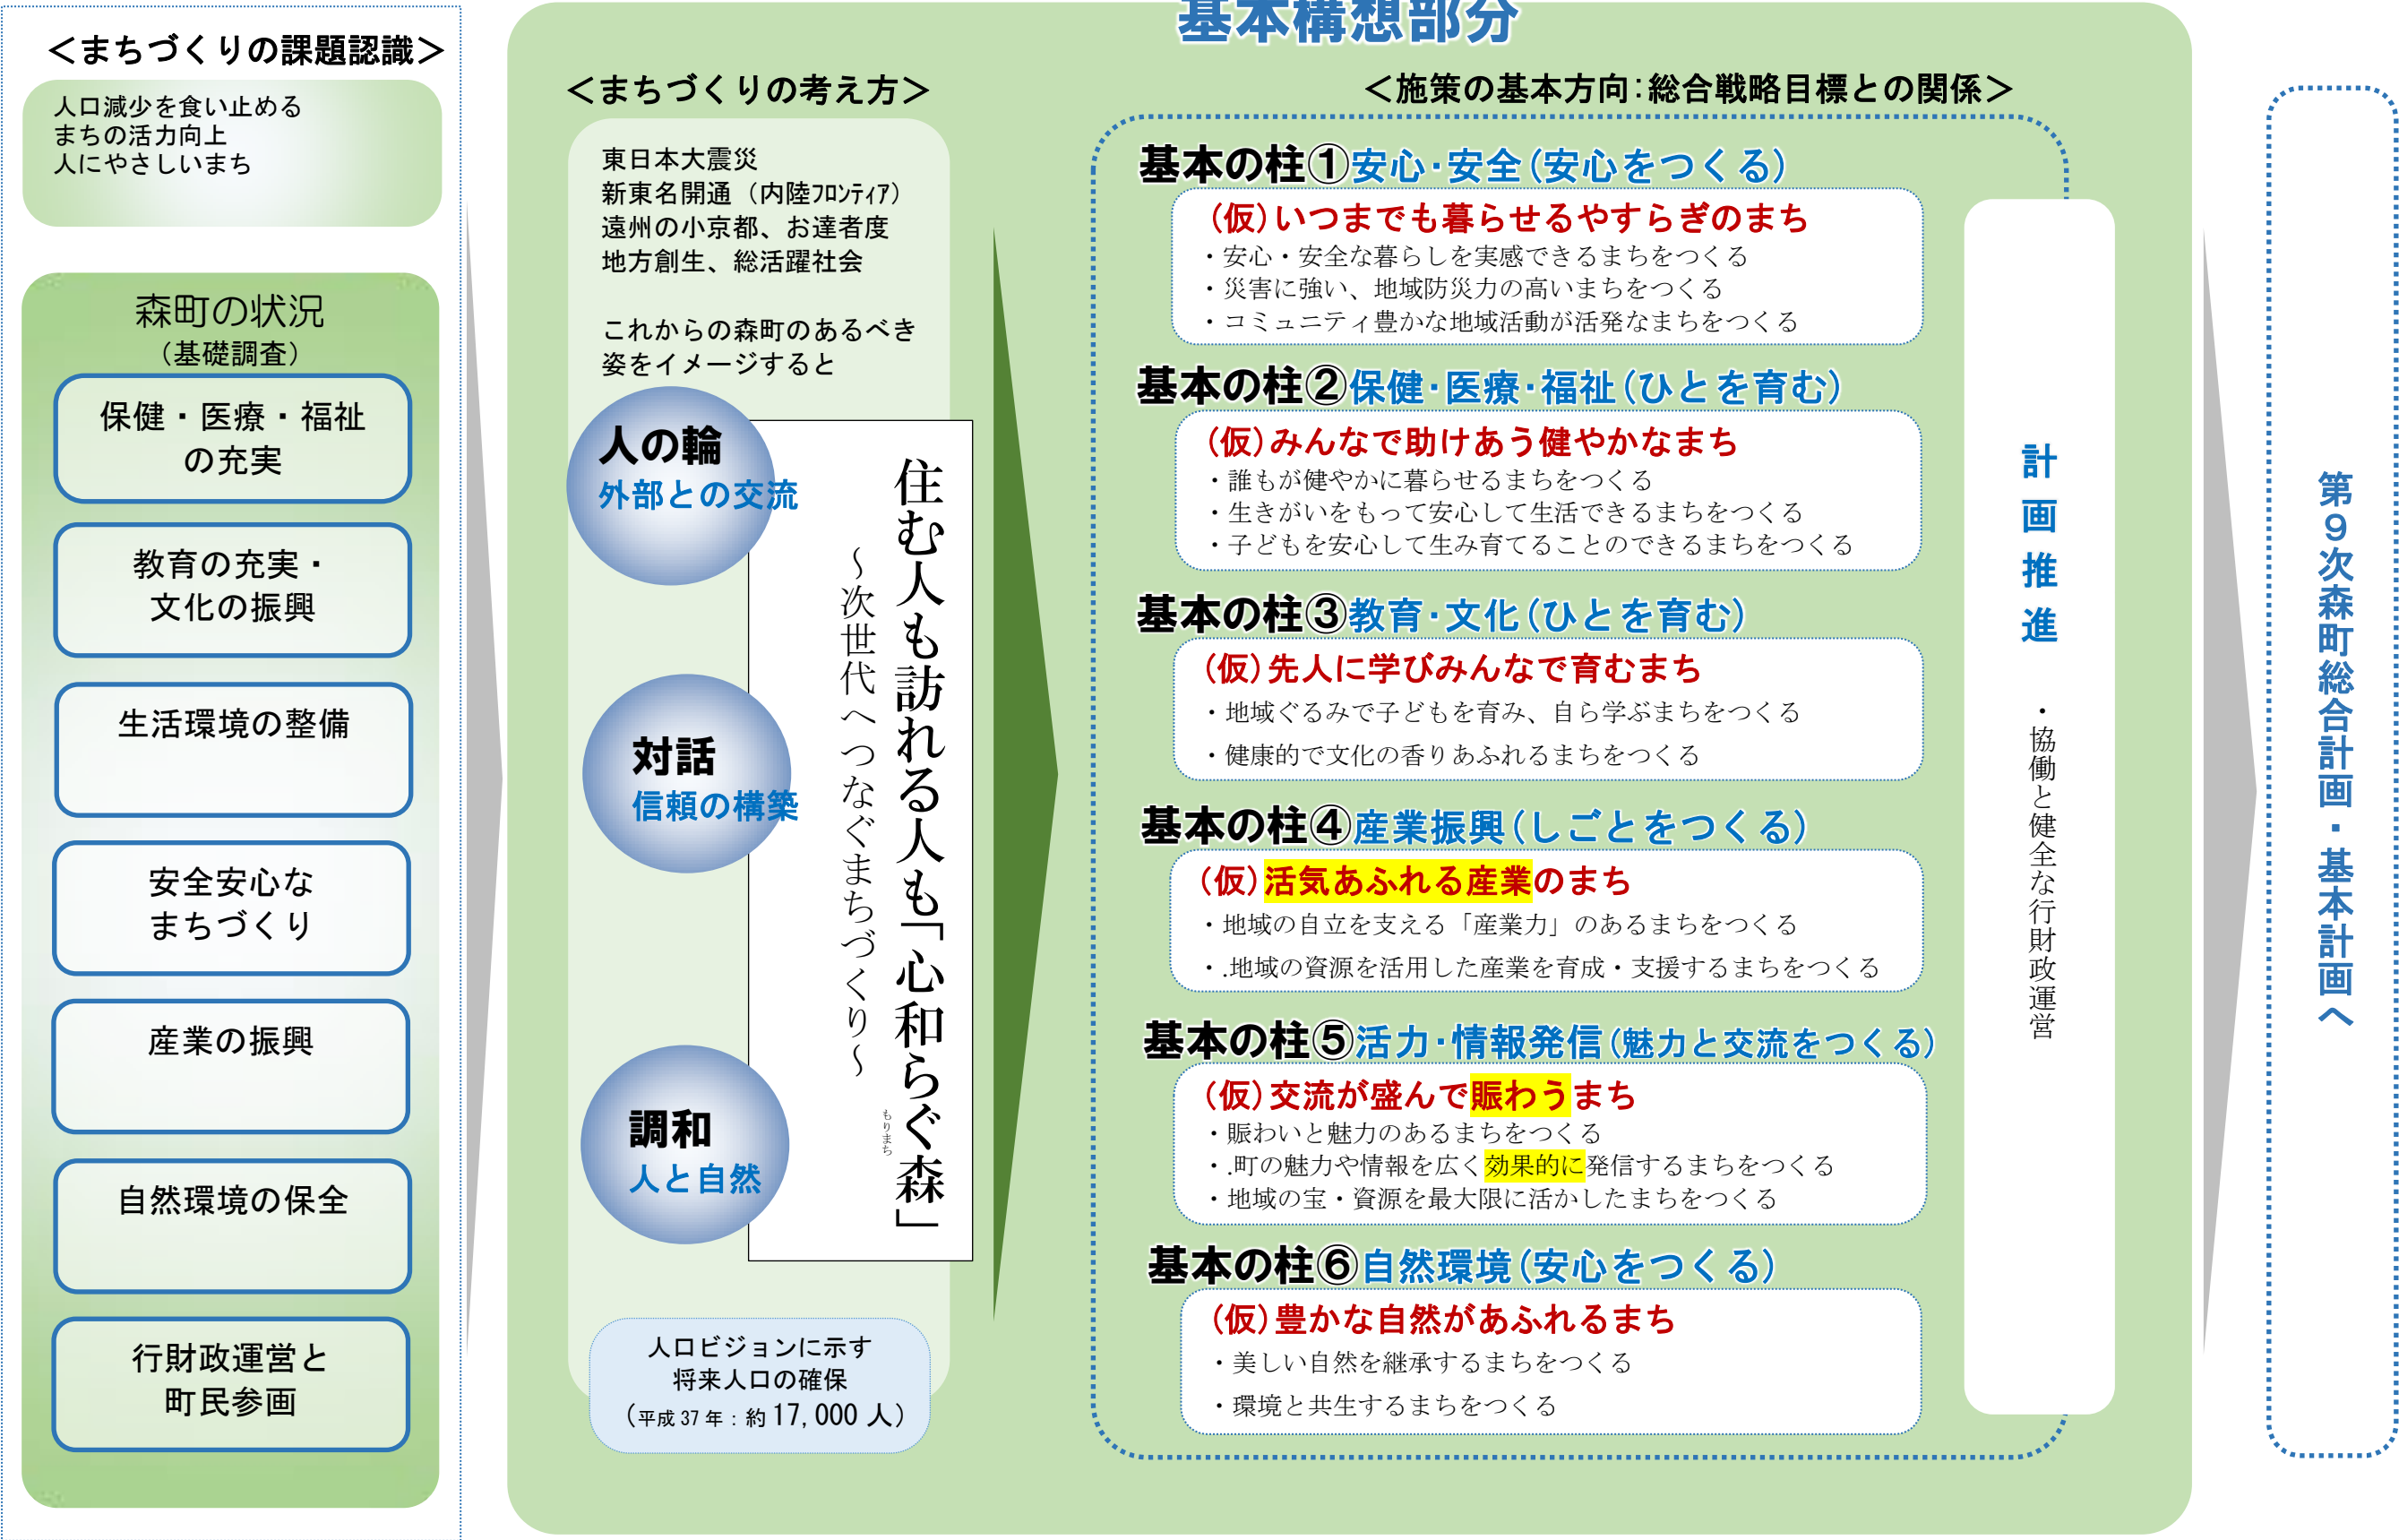 基本構想部分
＜まちづくりの課題認識＞
人口減少を食い止める
まちの活力向上
人にやさしいまち
森町の状況
（基礎調査）
保健・医療・福祉
の充実
教育の充実・
文化の振興
生活環境の整備
安全安心な
まちづくり
産業の振興
自然環境の保全
行財政運営と
町民参画
＜まちづくりの考え方＞
東日本大震災
新東名開通（内陸フロンティア）
遠州の小京都、お達者度
地方創生、総活躍社会
これからの森町のあるべき
姿をイメージすると
人の輪
外部との交流
対話
信頼の構築
調和
人と自然
住む人も訪れる人も「心和らぐ森」
もりまち
～次世代へつなぐまちづくり～
人口ビジョンに示す
将来人口の確保
（平成 37 年：約 17,000 人）
＜施策の基本方向：総合戦略目標との関係＞
基本の柱①安心・安全（安心をつくる）
（仮）いつまでも暮らせるやすらぎのまち
・安心・安全な暮らしを実感できるまちをつくる
・災害に強い、地域防災力の高いまちをつくる
・コミュニティ豊かな地域活動が活発なまちをつくる
基本の柱②保健・医療・福祉（ひとを育む）
（仮）みんなで助けあう健やかなまち
・誰もが健やかに暮らせるまちをつくる
・生きがいをもって安心して生活できるまちをつくる
・子どもを安心して生み育てることのできるまちをつくる
基本の柱③教育・文化（ひとを育む）
（仮）先人に学びみんなで育むまち
・地域ぐるみで子どもを育み、自ら学ぶまちをつくる
・健康的で文化の香りあふれるまちをつくる
基本の柱④産業振興（しごとをつくる）
（仮）活気あふれる産業のまち
・地域の自立を支える「産業力」のあるまちをつくる
・.地域の資源を活用した産業を育成・支援するまちをつくる
基本の柱⑤活力・情報発信（魅力と交流をつくる）
（仮）交流が盛んで賑わうまち
・賑わいと魅力のあるまちをつくる
・.町の魅力や情報を広く効果的に発信するまちをつくる
・地域の宝・資源を最大限に活かしたまちをつくる
基本の柱⑥自然環境（安心をつくる）
（仮）豊かな自然があふれるまち
・美しい自然を継承するまちをつくる
・環境と共生するまちをつくる
計画推進
・協働と健全な行財政運営
第９次森町総合計画・基本計画へ